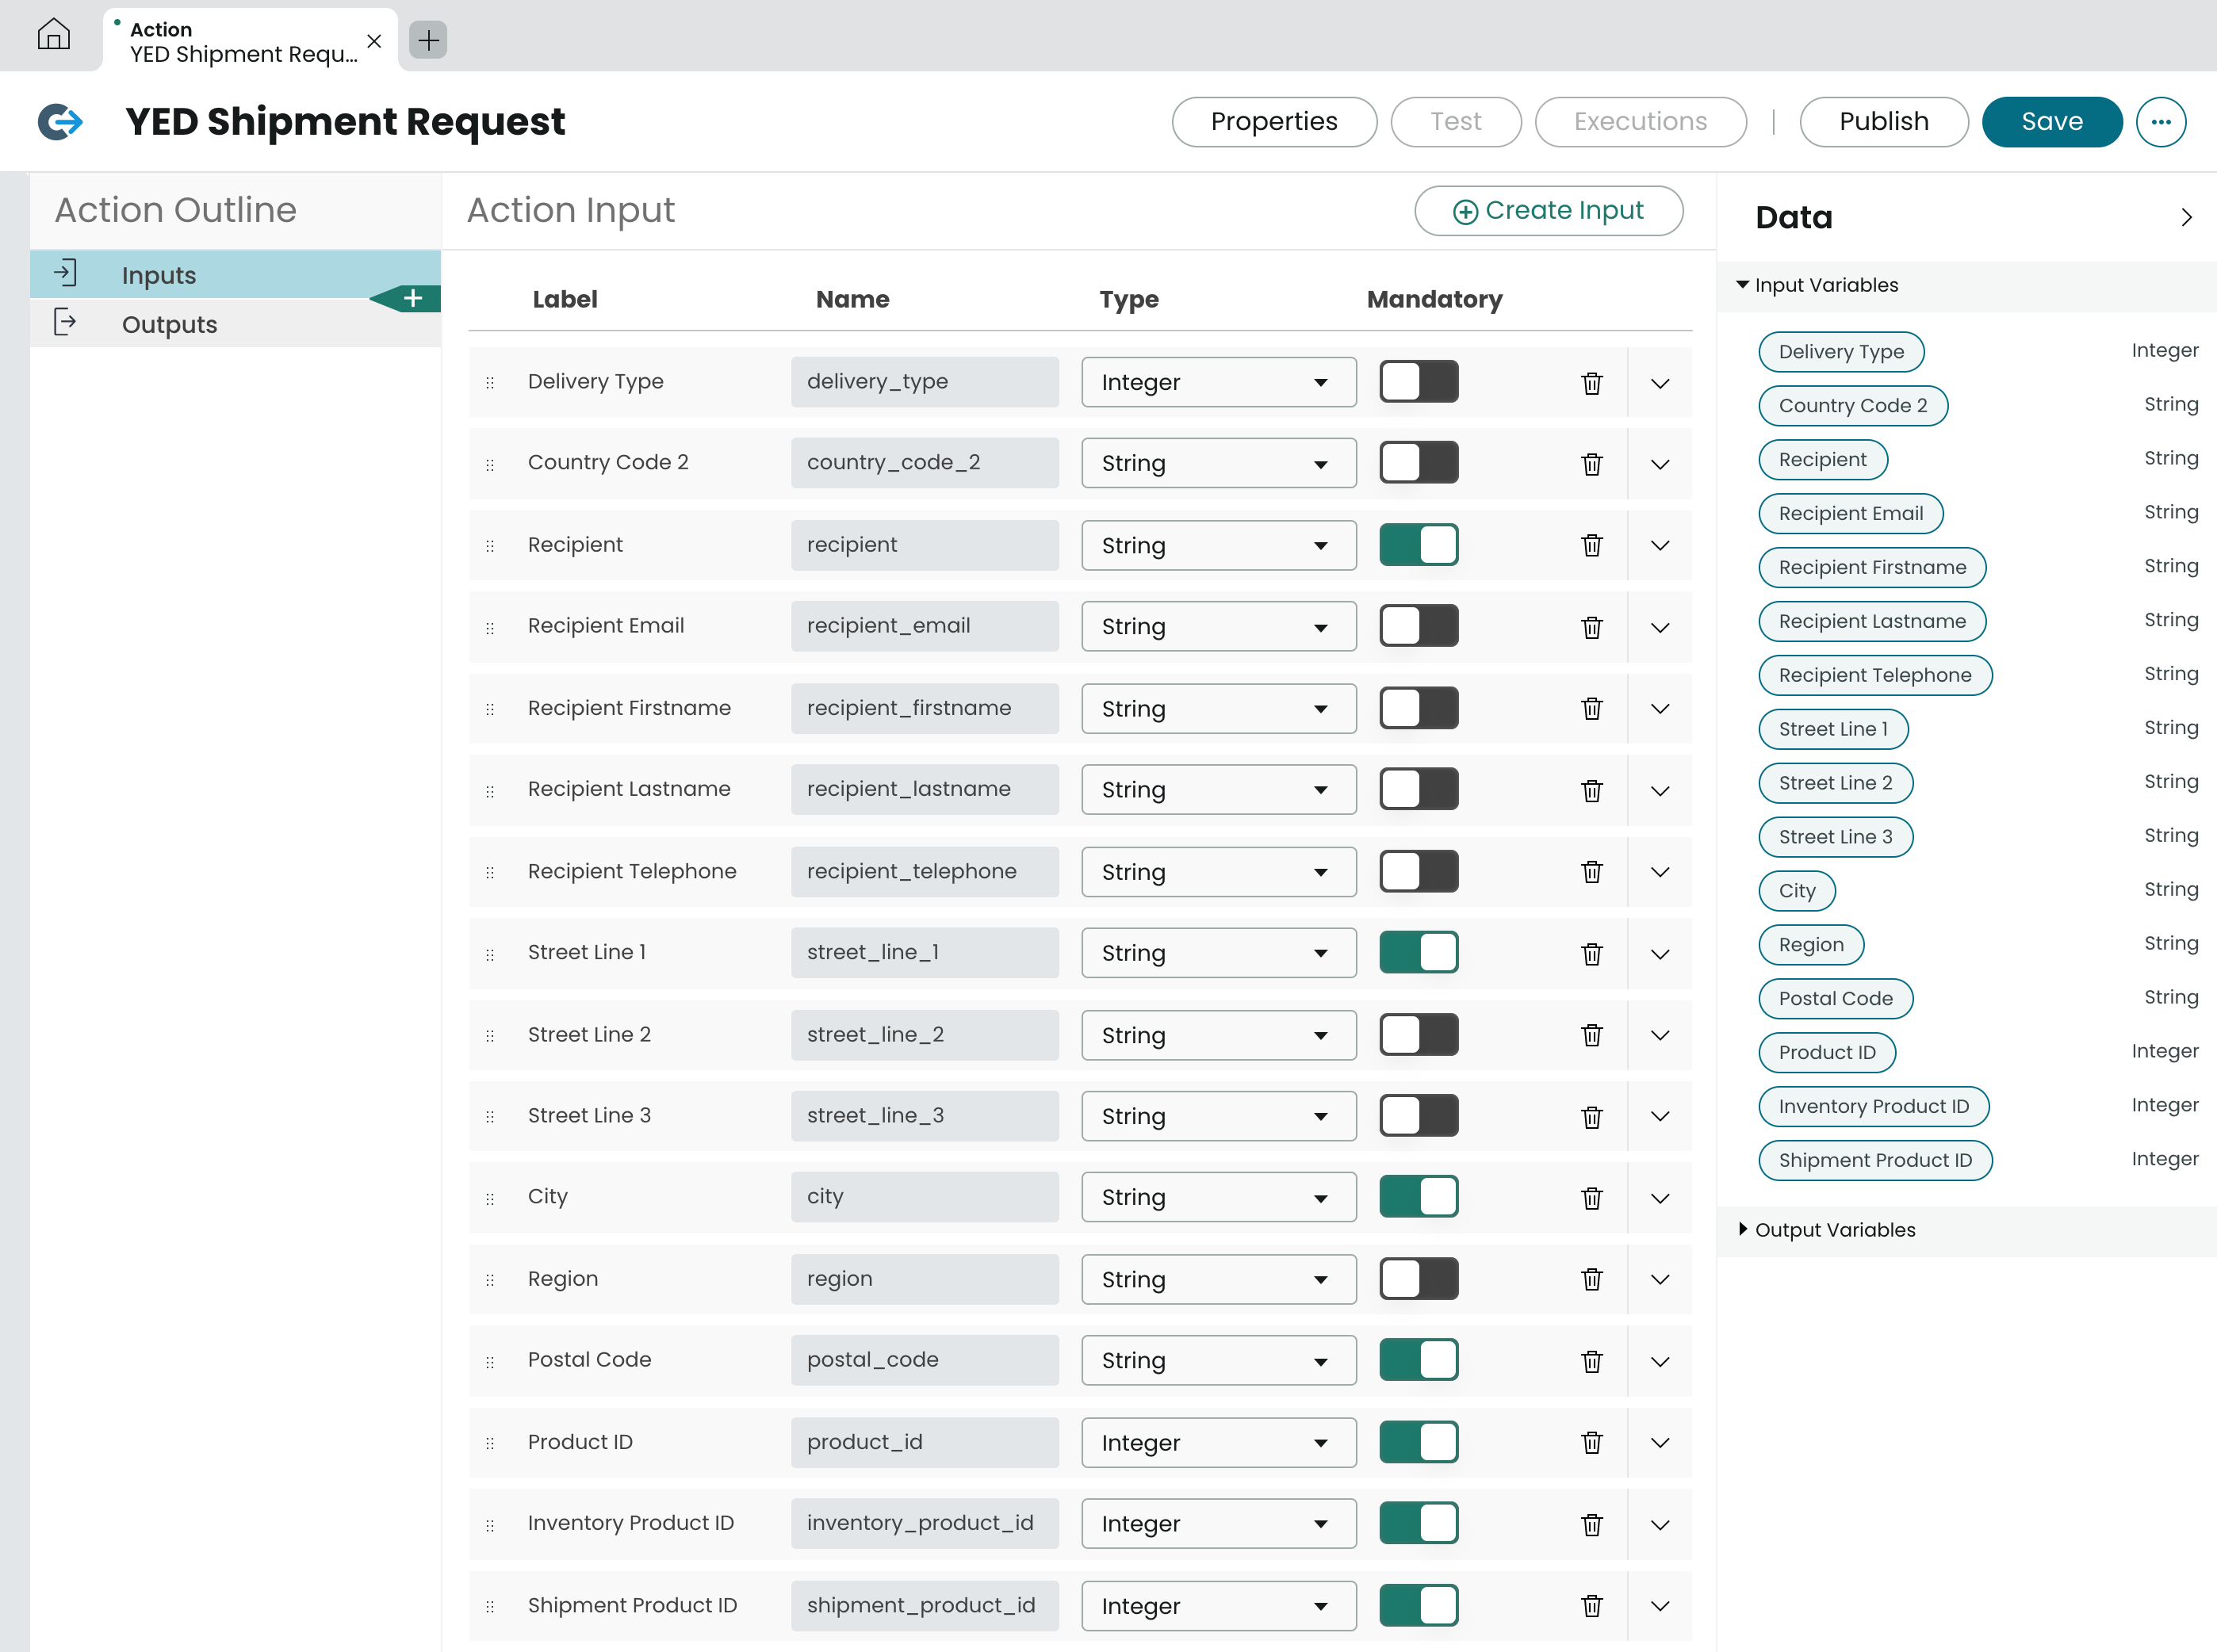 Action
YED Shipment Requ...
YED Shipment Request
Properties
Test
Executions
Publish
Save
Action Outline
Inputs
Outputs
Action Input
Create Input
Label Name Type Mandatory
Delivery Type delivery_type Integer
Country Code 2 country_code_2 String
Recipient recipient String
Recipient Email recipient_email String
Recipient Firstname recipient_firstname String
Recipient Lastname recipient_lastname String
Recipient Telephone recipient_telephone String
Street Line 1 street_line_1 String
Street Line 2 street_line_2 String
Street Line 3 street_line_3 String
City city String
Region region String
Postal Code postal_code String
Product ID product_id Integer
Inventory Product ID inventory_product_id Integer
Shipment Product ID shipment_product_id Integer
Data
Input Variables
Delivery Type Integer
Country Code 2 String
Recipient String
Recipient Email String
Recipient Firstname String
Recipient Lastname String
Recipient Telephone String
Street Line 1 String
Street Line 2 String
Street Line 3 String
City String
Region String
Postal Code String
Product ID Integer
Inventory Product ID Integer
Shipment Product ID Integer
Output Variables